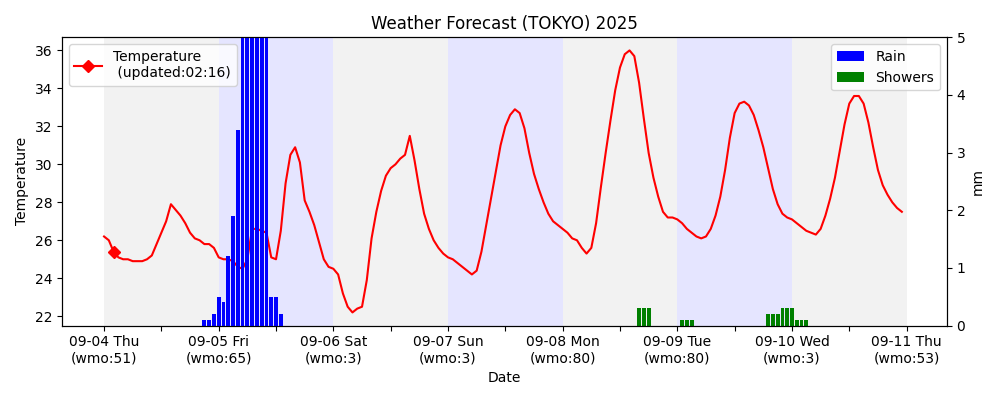 Weather Forecast (TOKYO) 2025
Temperature
(updated:02:16)
Rain
Showers
Temperature
36
34
32
30
28
26
24
22
5
4
3
2
1
0
mm
09-04 Thu
(wmo:51)
09-05 Fri
(wmo:65)
09-06 Sat
(wmo:3)
09-07 Sun
(wmo:3)
09-08 Mon
(wmo:80)
09-09 Tue
(wmo:80)
09-10 Wed
(wmo:3)
09-11 Thu
(wmo:53)
Date